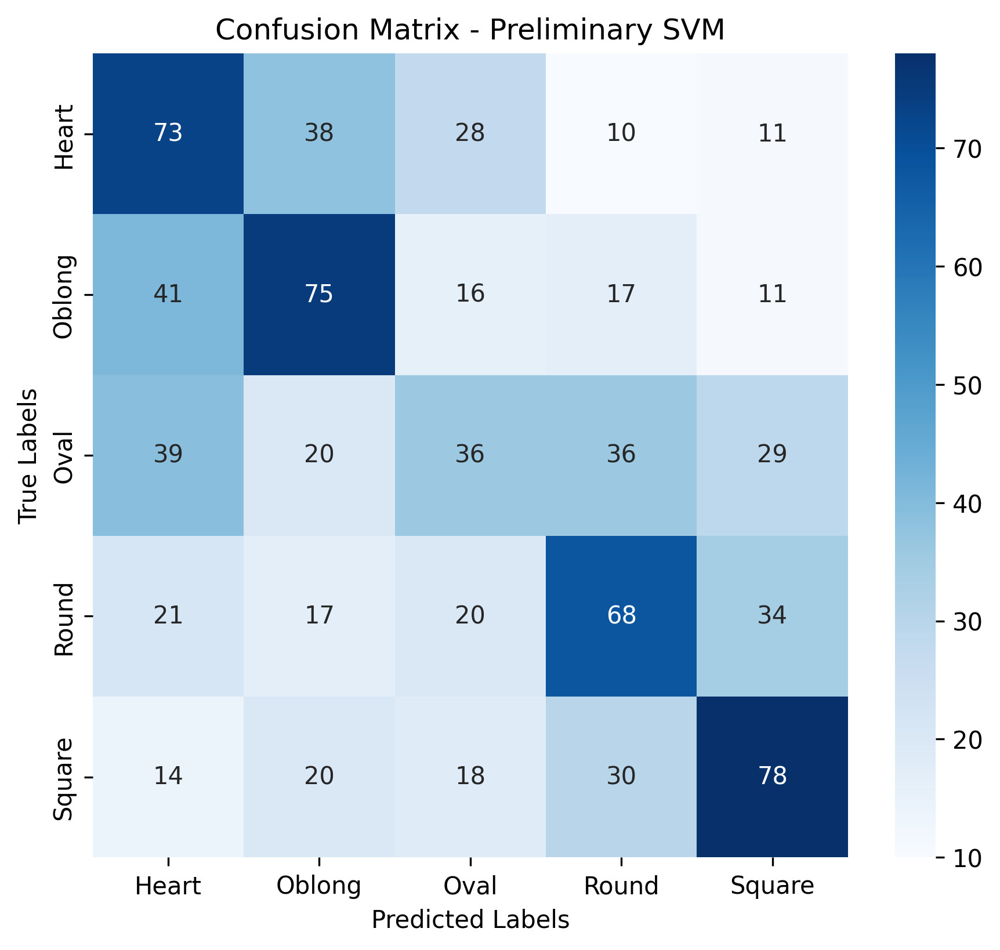 Confusion Matrix - Preliminary SVM
True Labels
Heart 73 38 28 10 11
Oblong 41 75 16 17 11
Oval 39 20 36 36 29
Round 21 17 20 68 34
Square 14 20 18 30 78
Heart Oblong Oval Round Square
Predicted Labels
70
60
50
40
30
20
10